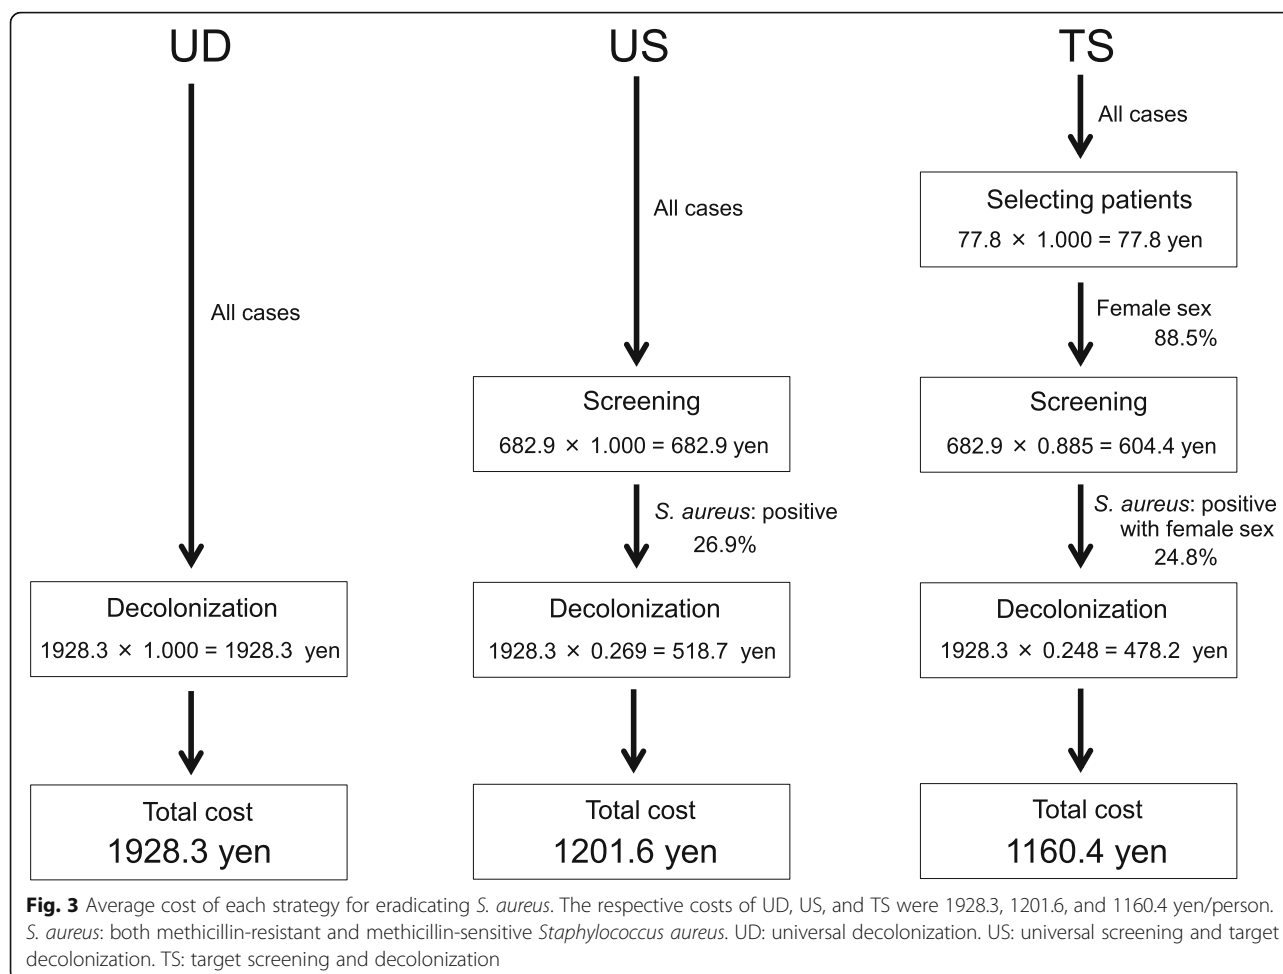 UD
All cases
Decolonization
1928.3 × 1.000 = 1928.3 yen
Total cost
1928.3 yen
US
All cases
Screening
682.9 × 1.000 = 682.9 yen
S. aureus: positive
26.9%
Decolonization
1928.3 × 0.269 = 518.7 yen
Total cost
1201.6 yen
TS
All cases
Selecting patients
77.8 × 1.000 = 77.8 yen
Female sex
88.5%
Screening
682.9 × 0.885 = 604.4 yen
S. aureus: positive
with female sex
24.8%
Decolonization
1928.3 × 0.248 = 478.2 yen
Total cost
1160.4 yen
Fig. 3 Average cost of each strategy for eradicating S. aureus. The respective costs of UD, US, and TS were 1928.3, 1201.6, and 1160.4 yen/person.
S. aureus: both methicillin-resistant and methicillin-sensitive Staphylococcus aureus. UD: universal decolonization. US: universal screening and target
decolonization. TS: target screening and decolonization